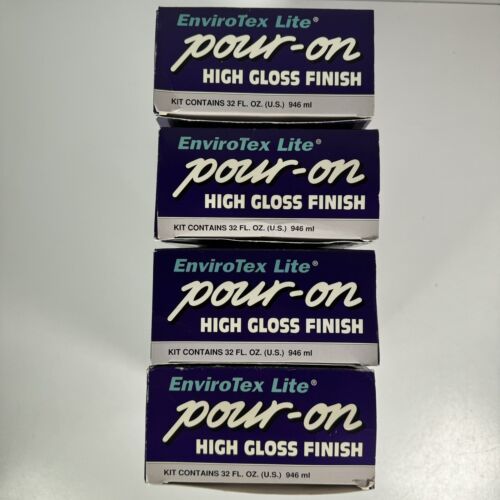 EnviroTex Lite®
pour-on
HIGH GLOSS FINISH
KIT CONTAINS 32 FL. OZ. (U.S.) 946 ml
EnviroTex Lite®
pour-on
HIGH GLOSS FINISH
KIT CONTAINS 32 FL. OZ. (U.S.) 946 ml
EnviroTex Lite®
pour-on
HIGH GLOSS FINISH
KIT CONTAINS 32 FL. OZ. (U.S.) 946 ml
EnviroTex Lite®
pour-on
HIGH GLOSS FINISH
KIT CONTAINS 32 FL. OZ. (U.S.) 946 ml